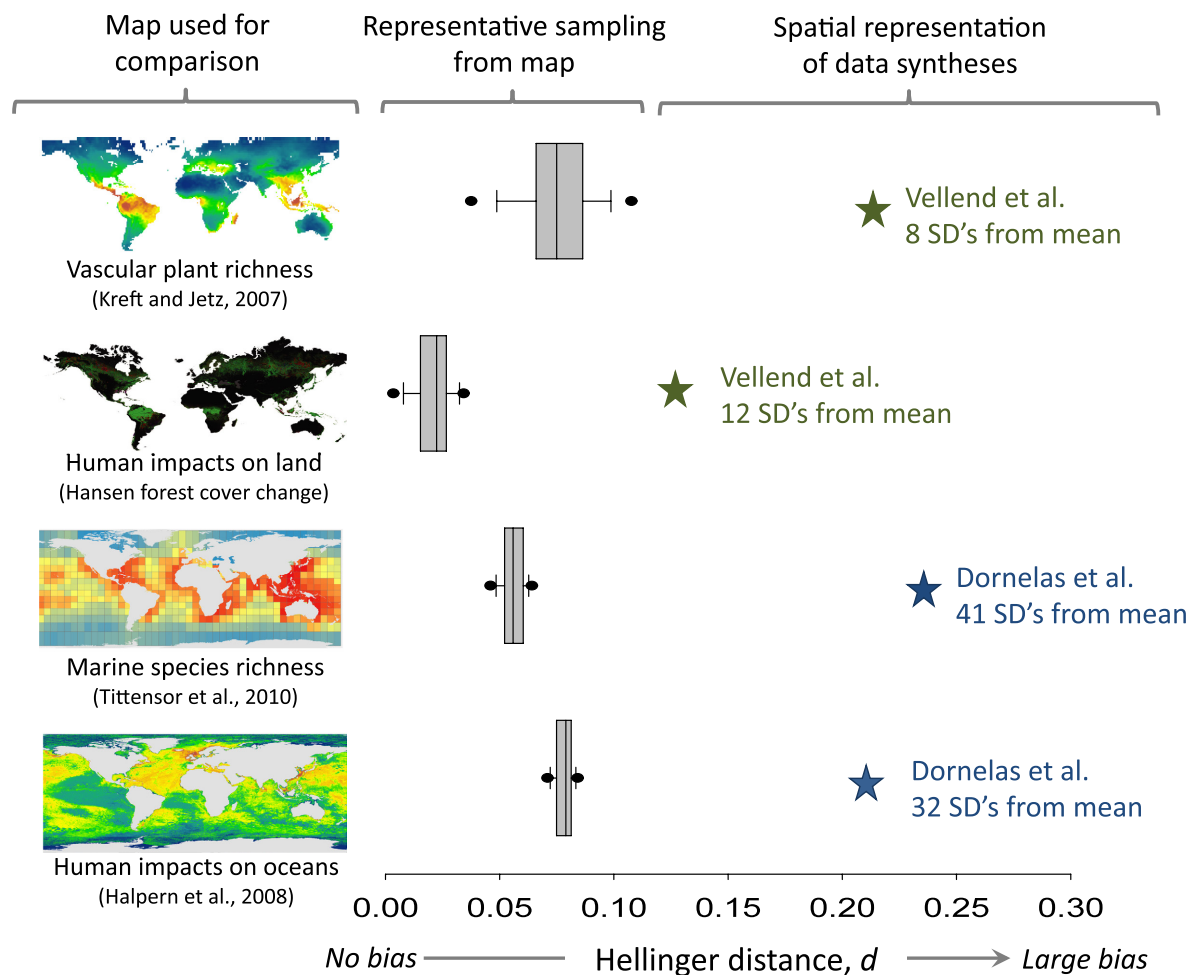 Map used for
comparison
Representative sampling
from map
Spatial representation
of data syntheses
Vascular plant richness
(Kreft and Jetz, 2007)
Vellend et al.
8 SD’s from mean
Human impacts on land
(Hansen forest cover change)
Vellend et al.
12 SD’s from mean
Marine species richness
(Tittensor et al., 2010)
Dornelas et al.
41 SD’s from mean
Human impacts on oceans
(Halpern et al., 2008)
Dornelas et al.
32 SD’s from mean
0.00 0.05 0.10 0.15 0.20 0.25 0.30
No bias Hellinger distance, d Large bias